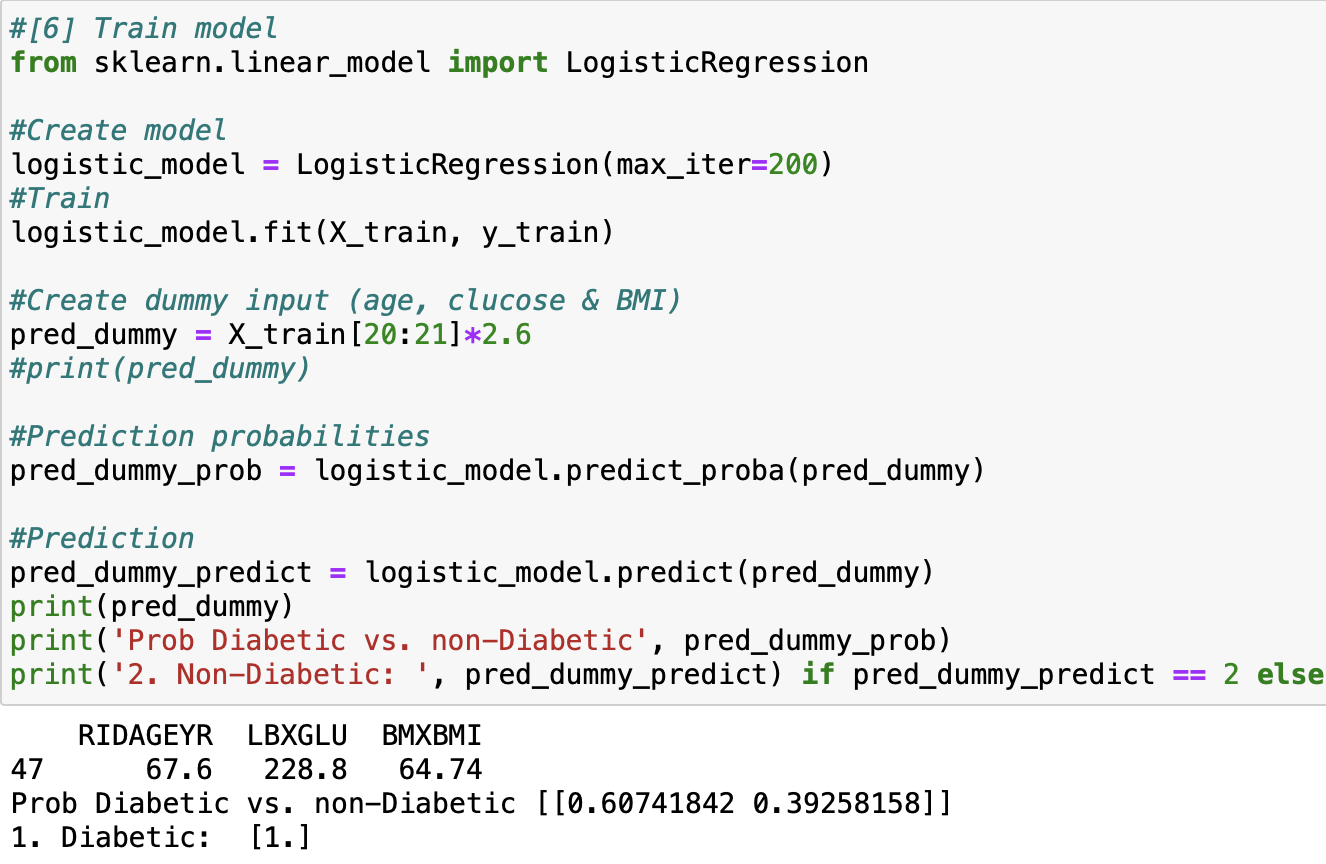 #[6] Train model
from sklearn.linear_model import LogisticRegression
#Create model
logistic_model = LogisticRegression(max_iter=200)
#Train
logistic_model.fit(X_train, y_train)
#Create dummy input (age, clucose & BMI)
pred_dummy = X_train[20:21]*2.6
#print(pred_dummy)
#Prediction probabilities
pred_dummy_prob = logistic_model.predict_proba(pred_dummy)
#Prediction
pred_dummy_predict = logistic_model.predict(pred_dummy)
print(pred_dummy)
print('Prob Diabetic vs. non-Diabetic', pred_dummy_prob)
print('2. Non-Diabetic: ', pred_dummy_predict) if pred_dummy_predict == 2 else
RIDAGEYR LBXGLU BMXBMI
47 67.6 228.8 64.74
Prob Diabetic vs. non-Diabetic [[0.60741842 0.39258158]]
1. Diabetic: [1.]